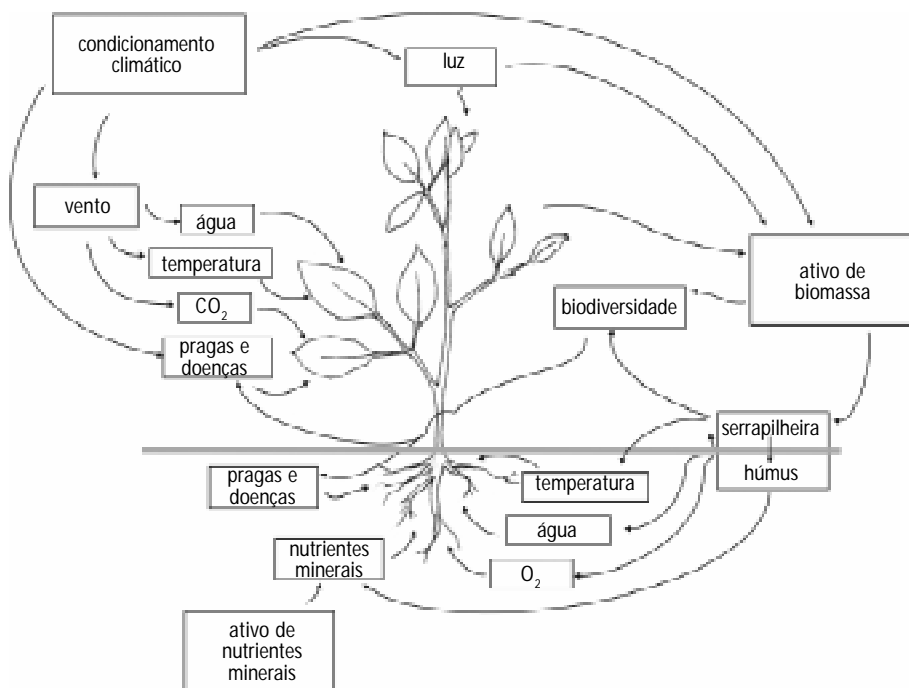 condicionamento
climático
luz
vento
água
temperatura
CO₂
pragas e
doenças
biodiversidade
ativo de
biomassa
serrapilheira
húmus
pragas e
doenças
temperatura
água
nutrientes
minerais
O₂
ativo de
nutrientes
minerais